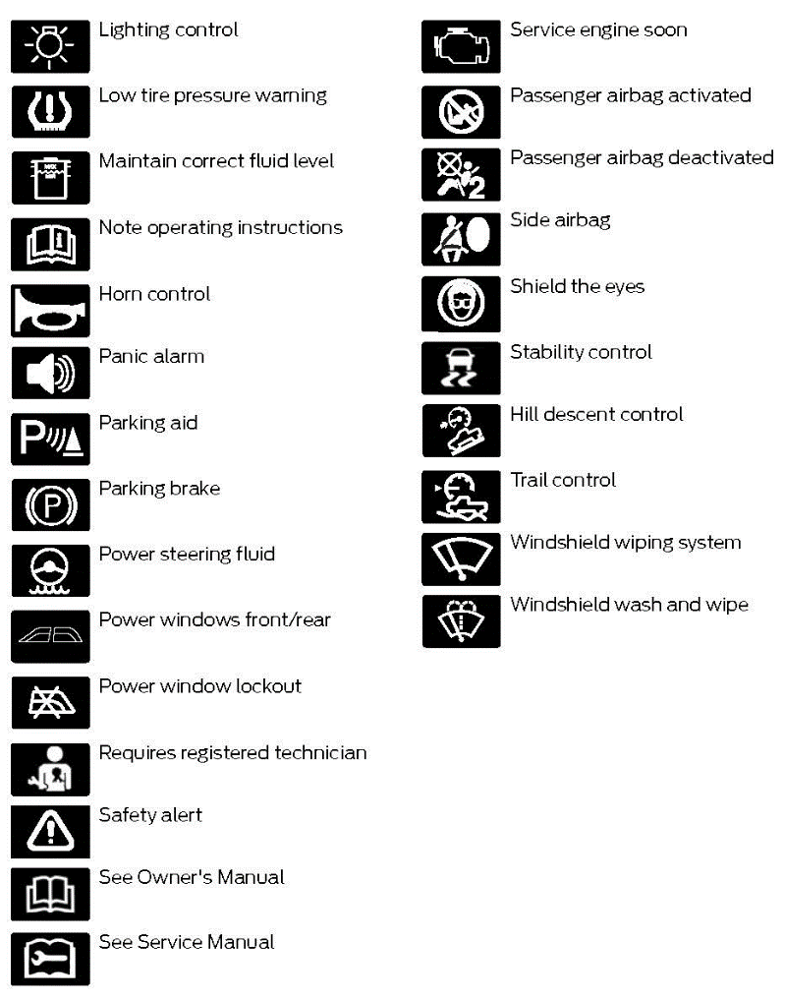 Lighting control
Low tire pressure warning
MAX
MIN
Maintain correct fluid level
i
Note operating instructions
Horn control
Panic alarm
P
Parking aid
P
Parking brake
Power steering fluid
Power windows front/rear
Power window lockout
Requires registered technician
Safety alert
See Owner's Manual
See Service Manual
Service engine soon
Passenger airbag activated
2
Passenger airbag deactivated
Side airbag
Shield the eyes
Stability control
Hill descent control
Trail control
Windshield wiping system
Windshield wash and wipe